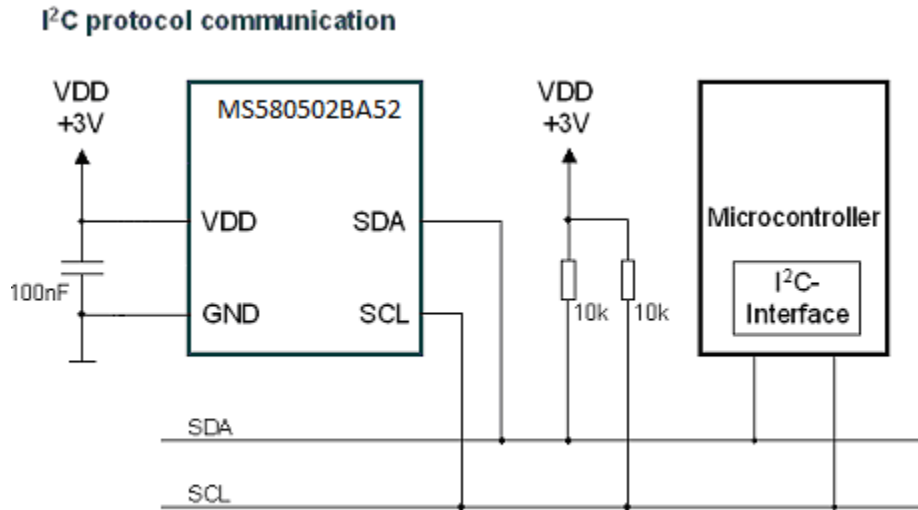 I²C protocol communication
VDD
+3V
MS580502BA52
VDD
+3V
VDD
SDA
Microcontroller
100nF
GND
SCL
10k
10k
I²C-
Interface
SDA
SCL